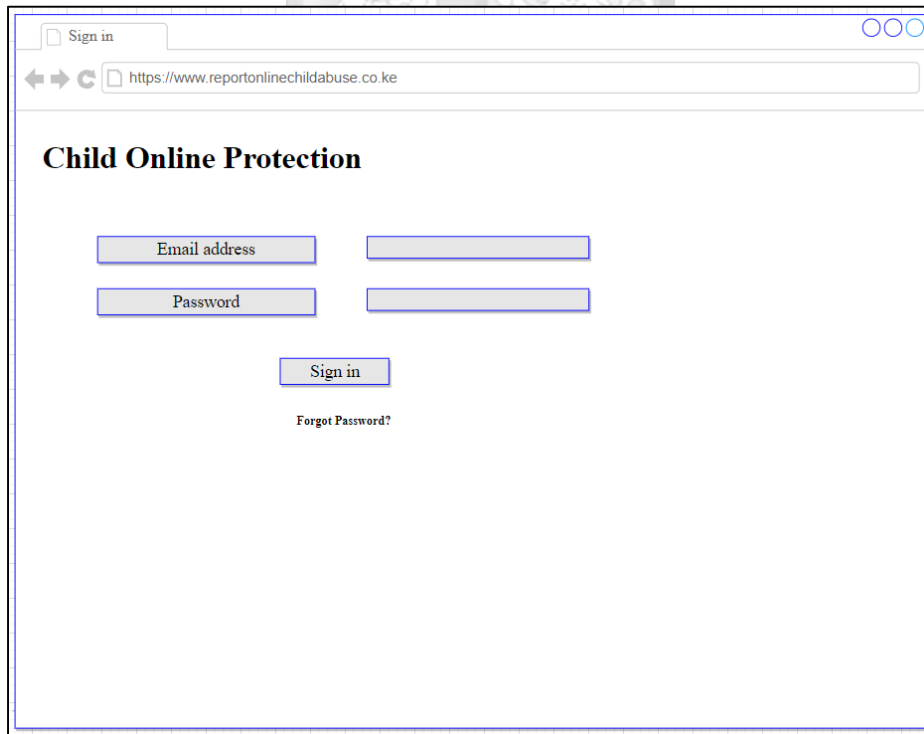 Sign in
https://www.reportonlinechildabuse.co.ke
Child Online Protection
Email address
Password
Sign in
Forgot Password?